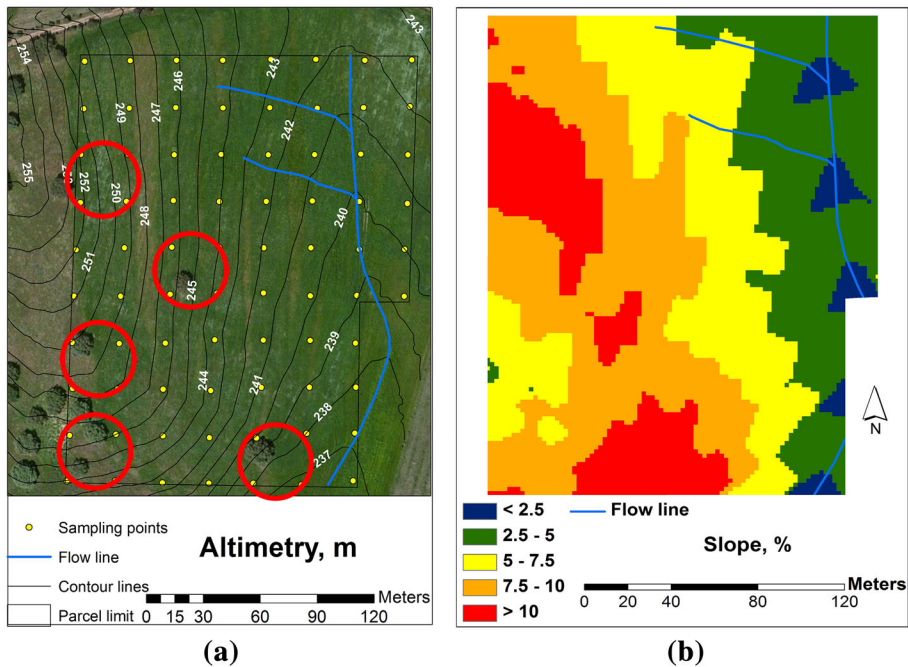 254
243
246
243
249
247
242
255
252
250
248
240
251
245
239
244
241
238
237
Sampling points
Flow line
Contour lines
Parcel limit
Altimetry, m
Meters
0 15 30 60 90 120
(a)
N
< 2.5
2.5 - 5
5 - 7.5
7.5 - 10
> 10
Flow line
Slope, %
Meters
0 20 40 60 80 120
(b)